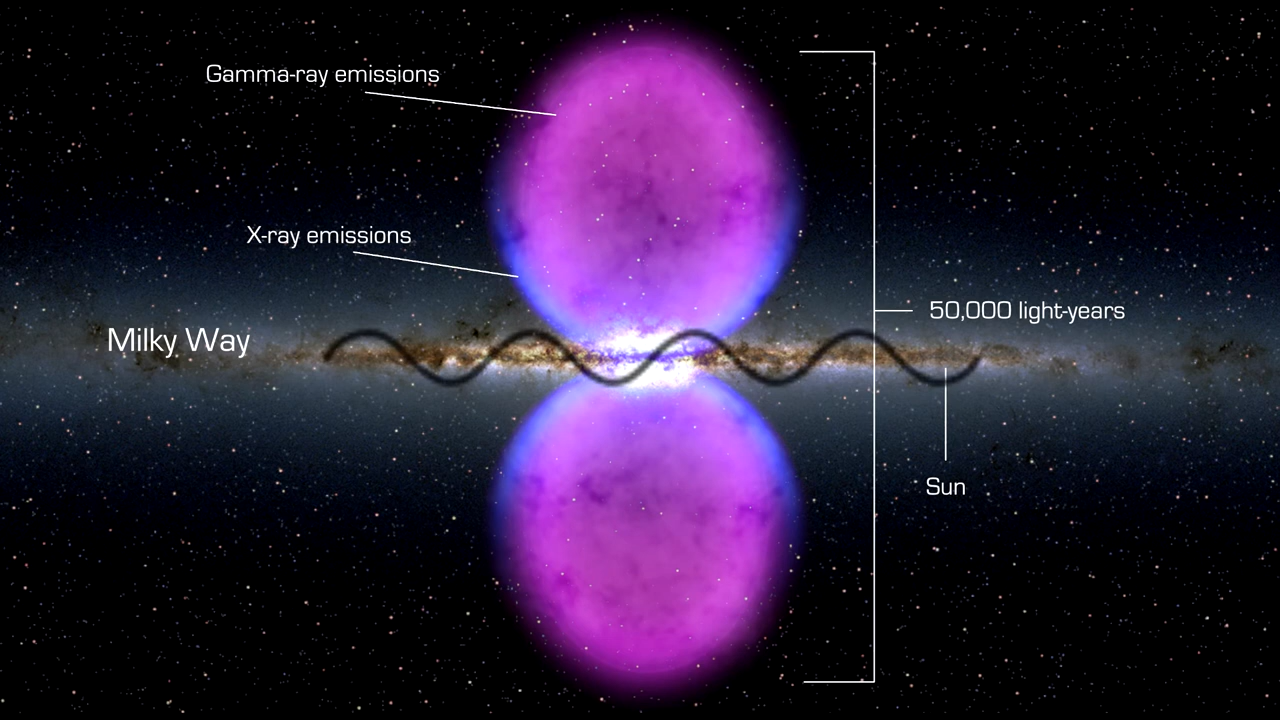 Gamma-ray emissions
X-ray emissions
Milky Way
50,000 light-years
Sun